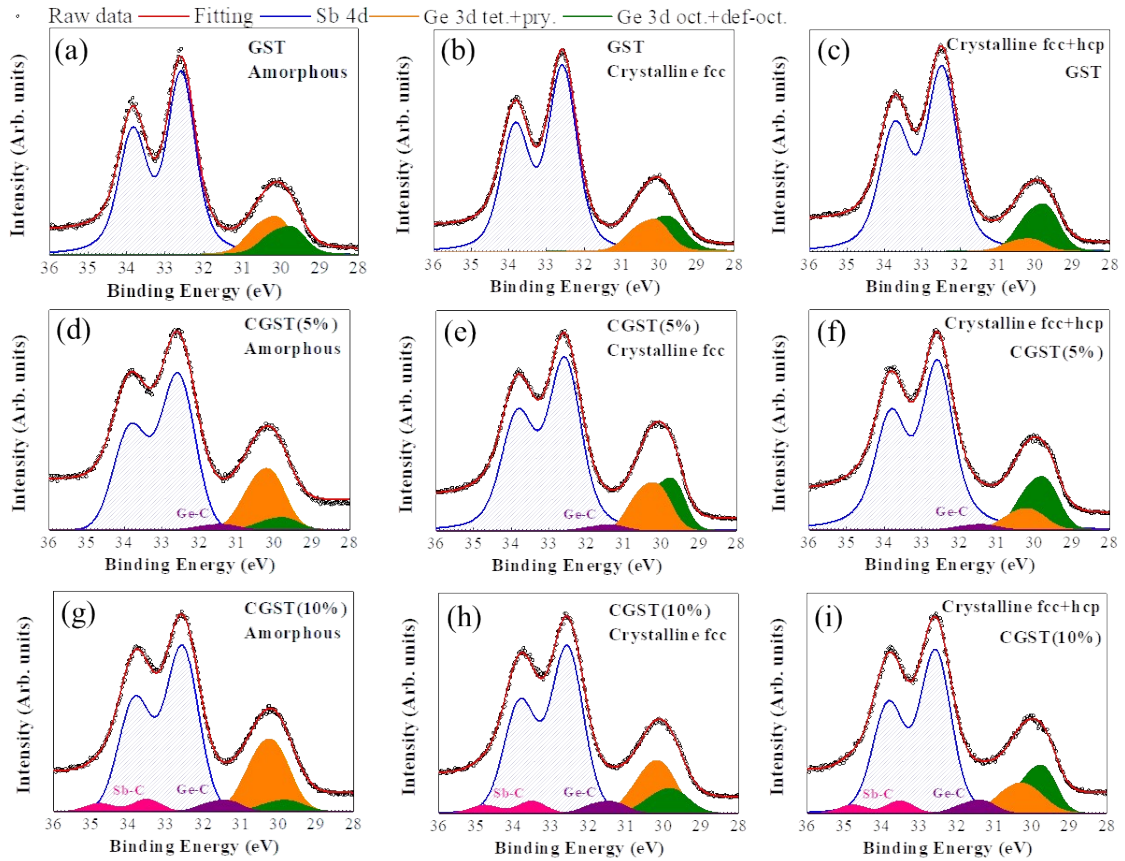 Raw data Fitting Sb 4d Ge 3d tet.+pry. Ge 3d oct.+def-oct.
(a) GST
Amorphous
Intensity (Arb. units)
36 35 34 33 32 31 30 29 28
Binding Energy (eV)
(b) GST
Crystalline fcc
Intensity (Arb. units)
36 35 34 33 32 31 30 29 28
Binding Energy (eV)
(c) Crystalline fcc+hcp
GST
Intensity (Arb. units)
36 35 34 33 32 31 30 29 28
Binding Energy (eV)
(d) CGST(5%)
Amorphous
Intensity (Arb. units)
Ge-C
36 35 34 33 32 31 30 29 28
Binding Energy (eV)
(e) CGST(5%)
Crystalline fcc
Intensity (Arb. units)
Ge-C
36 35 34 33 32 31 30 29 28
Binding Energy (eV)
(f) Crystalline fcc+hcp
CGST(5%)
Intensity (Arb. units)
Ge-C
36 35 34 33 32 31 30 29 28
Binding Energy (eV)
(g) CGST(10%)
Amorphous
Intensity (Arb. units)
Sb-C Ge-C
36 35 34 33 32 31 30 29 28
Binding Energy (eV)
(h) CGST(10%)
Crystalline fcc
Intensity (Arb. units)
Sb-C Ge-C
36 35 34 33 32 31 30 29 28
Binding Energy (eV)
(i) Crystalline fcc+hcp
CGST(10%)
Intensity (Arb. units)
Sb-C Ge-C
36 35 34 33 32 31 30 29 28
Binding Energy (eV)